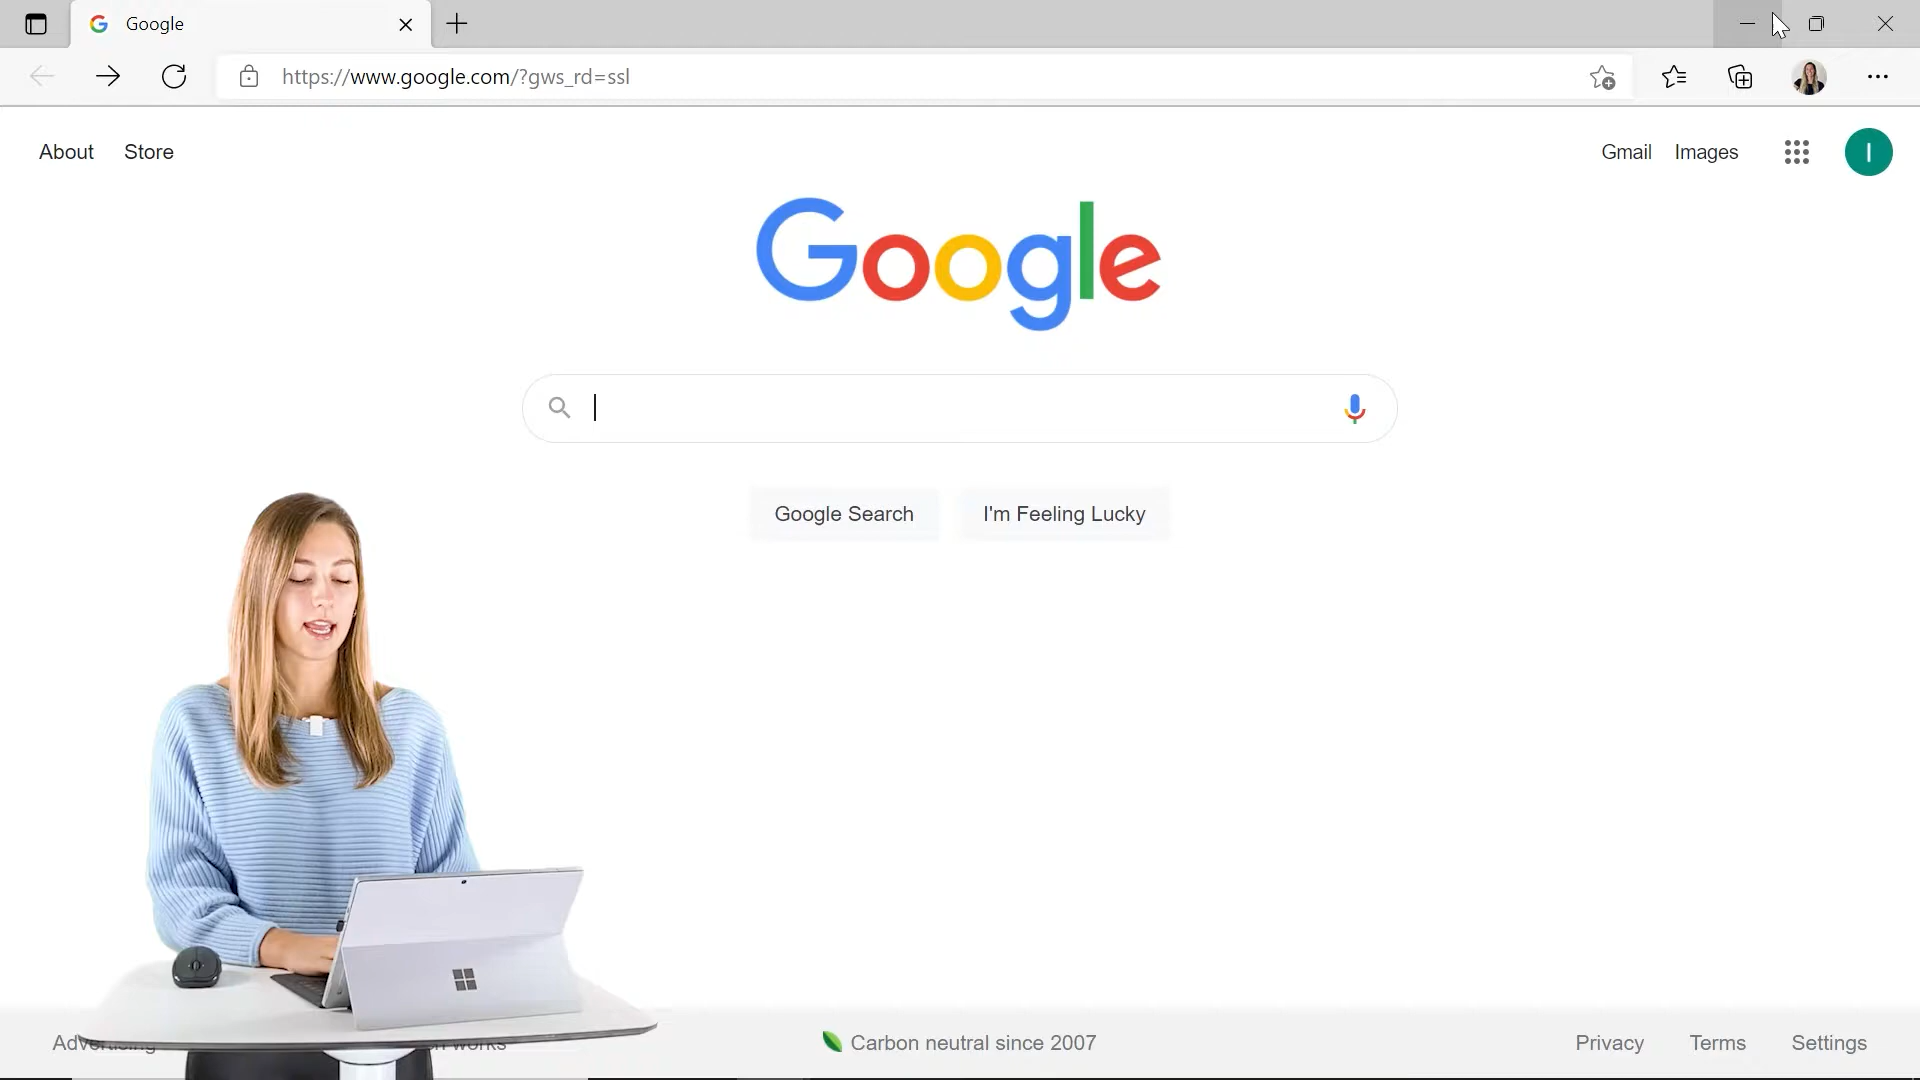 Google
https://www.google.com/?gws_rd=ssl
About Store
Gmail Images
I
Google
Google Search I'm Feeling Lucky
Carbon neutral since 2007
Privacy Terms Settings